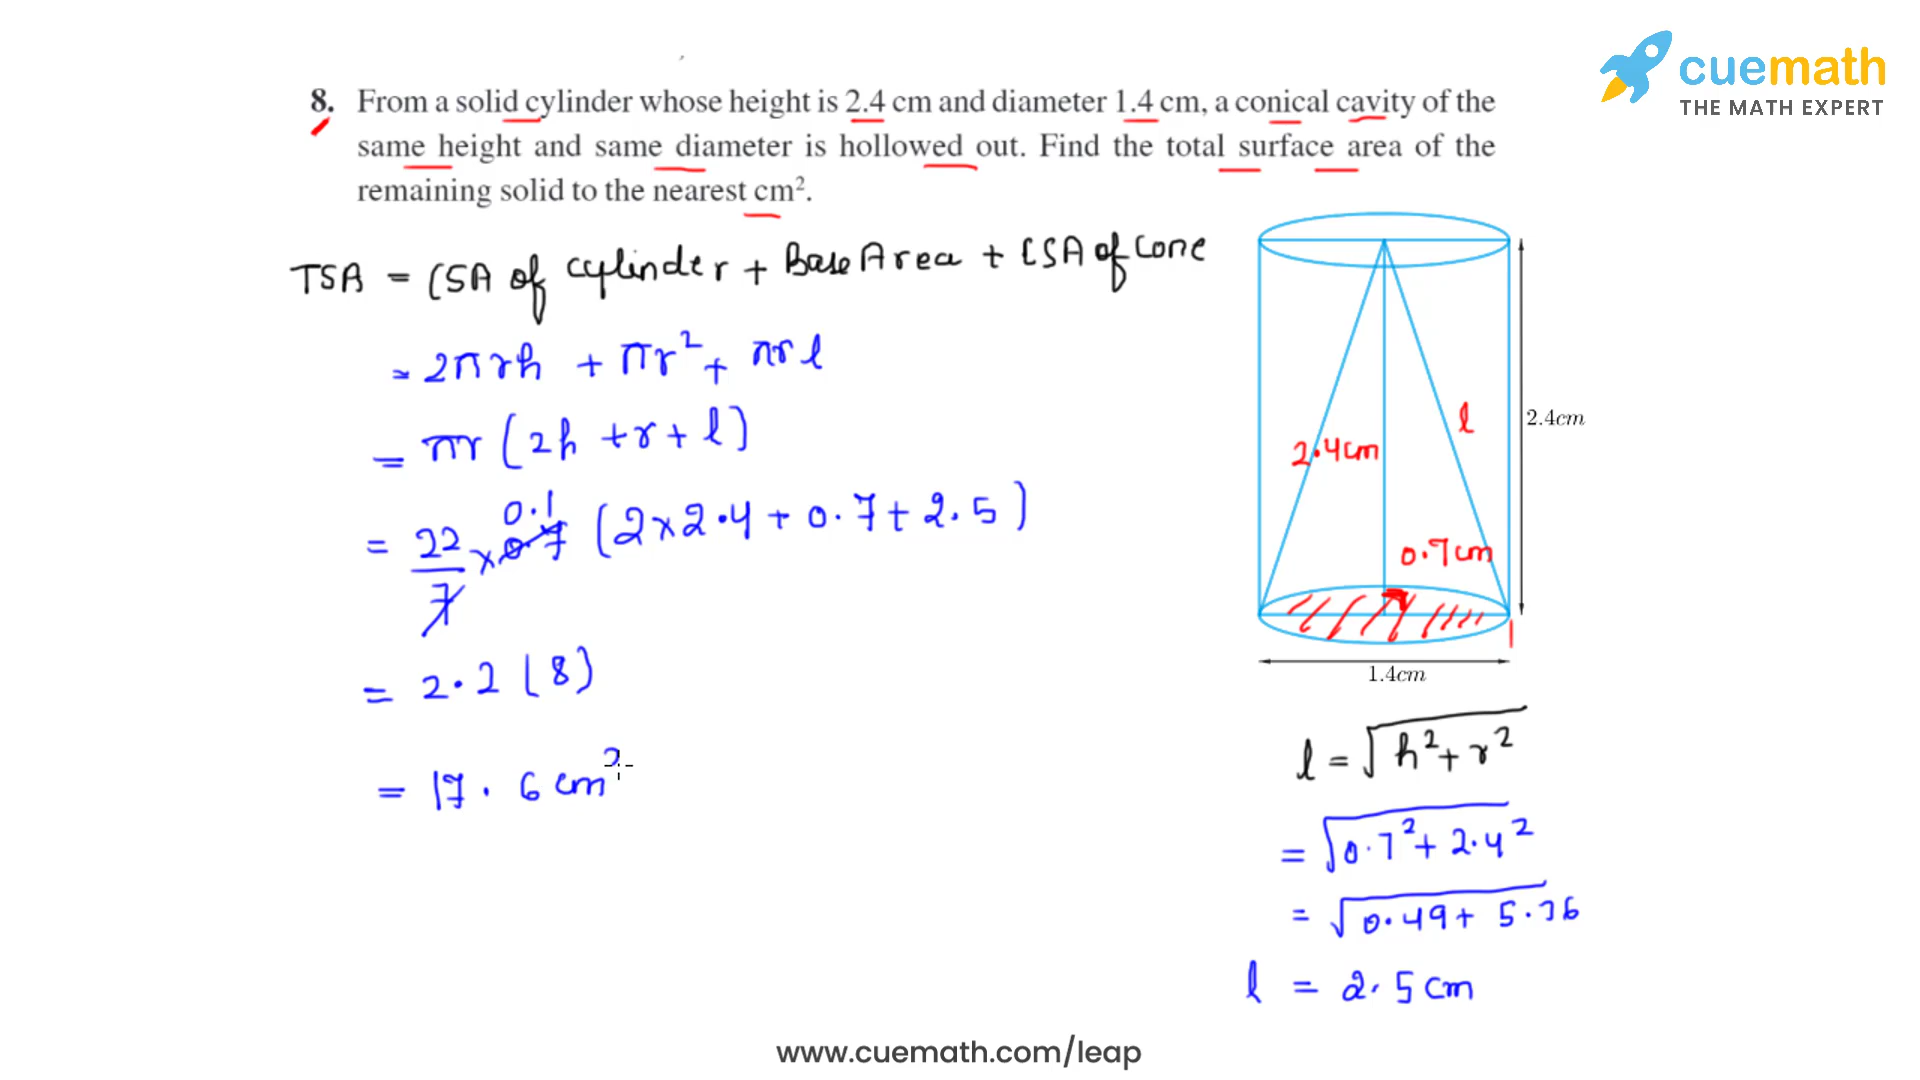 cuemath
THE MATH EXPERT
8. From a solid cylinder whose height is 2.4 cm and diameter 1.4 cm, a conical cavity of the
same height and same diameter is hollowed out. Find the total surface area of the
remaining solid to the nearest cm².
TSA = CSA of cylinder + Base Area + CSA of Cone
= 2πrh + πr² + πrl
= πr (2h + r + l)
= 22/7 × 0.7 0.1 (2×2.4 + 0.7 + 2.5)
= 2.2 (8)
= 17.6 cm²
2.4cm
l
2.4cm
0.7cm
1.4cm
l = √h² + r²
= √0.7² + 2.4²
= √0.49 + 5.76
l = 2.5 cm
www.cuemath.com/leap